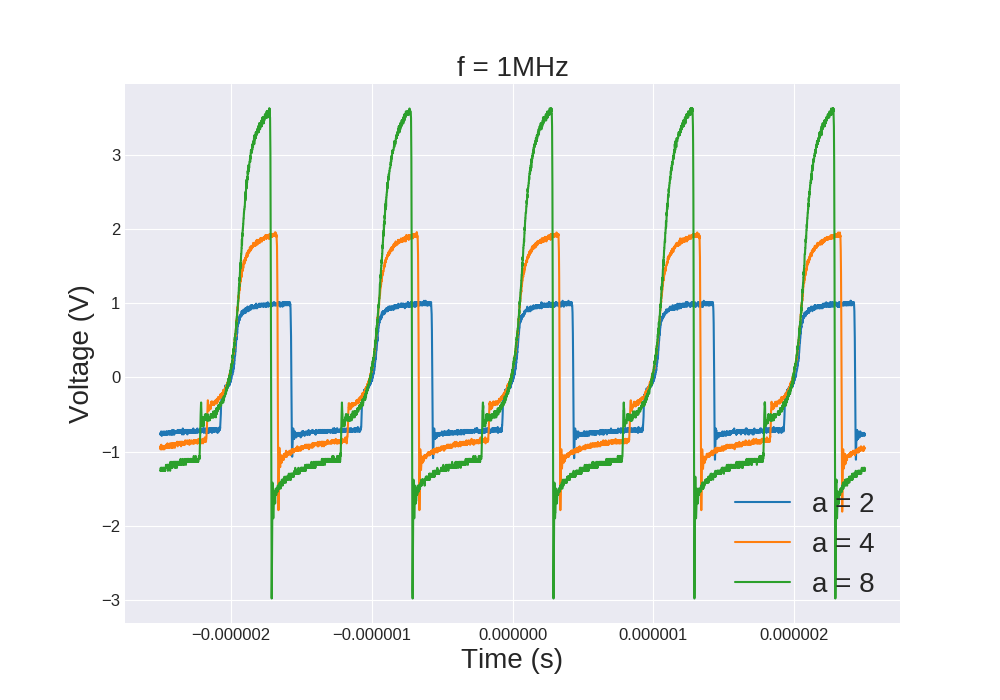 f = 1MHz
Voltage (V)
3
2
1
0
−1
−2
−3
a = 2
a = 4
a = 8
−0.000002 −0.000001 0.000000 0.000001 0.000002
Time (s)